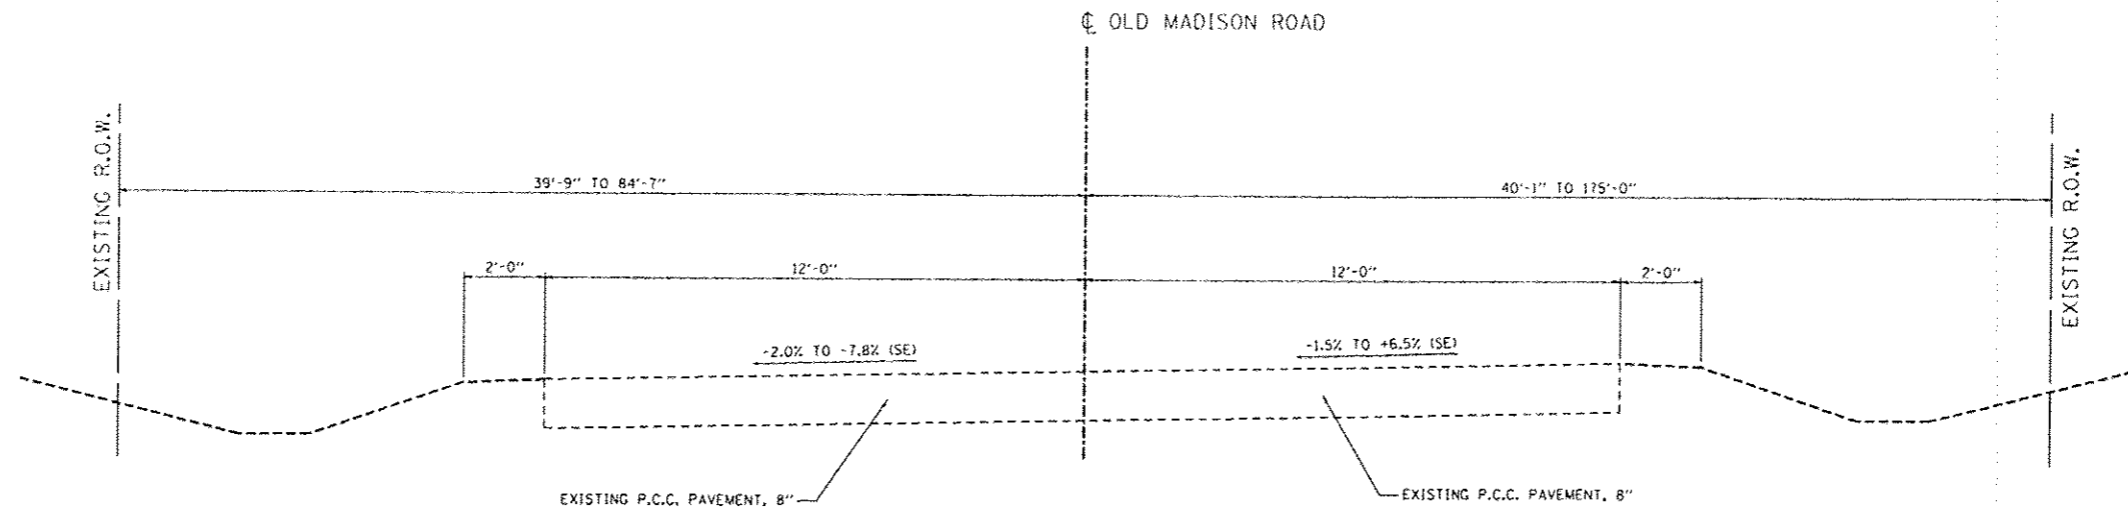 ℄ OLD MADISON ROAD
EXISTING R.O.W.
39'-9" TO 84'-7"
40'-1" TO 175'-0"
EXISTING R.O.W.
2'-0"
12'-0"
12'-0"
2'-0"
-2.0% TO -7.8% (SE)
-1.5% TO +6.5% (SE)
EXISTING P.C.C. PAVEMENT, 8"
EXISTING P.C.C. PAVEMENT, 8"